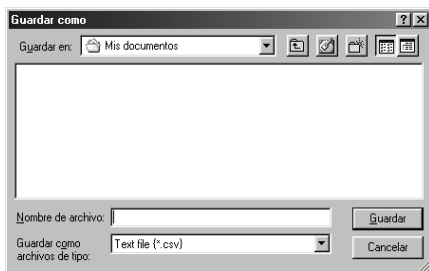 Guardar como
Guardar en: Mis documentos
Nombre de archivo:
Guardar
Guardar como
archivos de tipo:
Text file {*.csv}
Cancelar